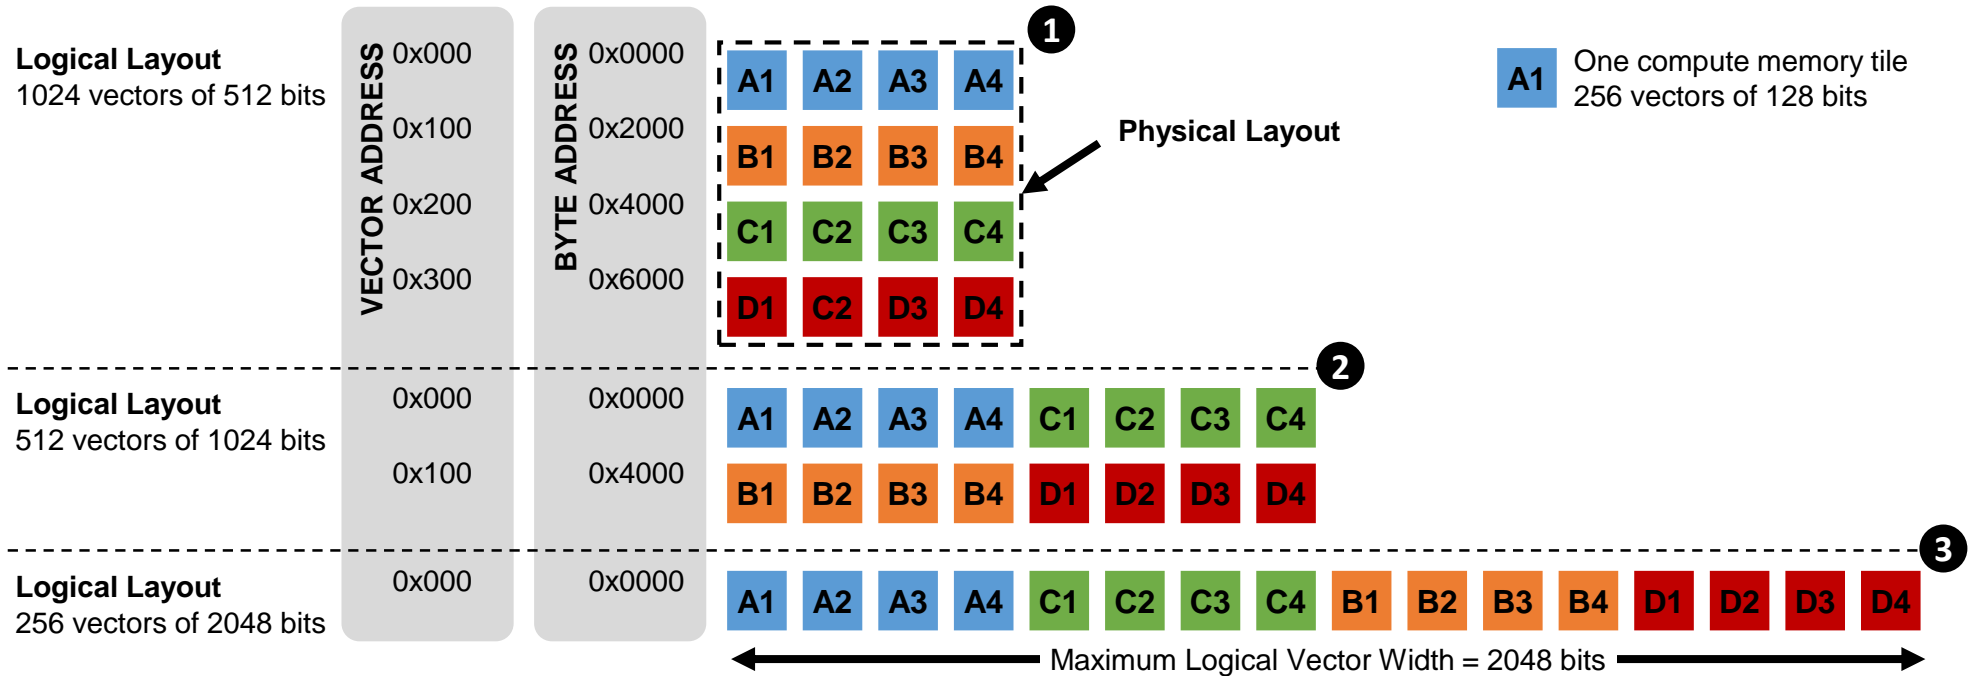 1
Logical Layout
1024 vectors of 512 bits
VECTOR ADDRESS
0x000
0x100
0x200
0x300
BYTE ADDRESS
0x0000
0x2000
0x4000
0x6000
A1 A2 A3 A4
B1 B2 B3 B4
C1 C2 C3 C4
D1 C2 D3 D4
Physical Layout
A1
One compute memory tile
256 vectors of 128 bits
2
Logical Layout
512 vectors of 1024 bits
0x000
0x100
0x0000
0x4000
A1 A2 A3 A4 C1 C2 C3 C4
B1 B2 B3 B4 D1 D2 D3 D4
3
Logical Layout
256 vectors of 2048 bits
0x000
0x0000
A1 A2 A3 A4 C1 C2 C3 C4 B1 B2 B3 B4 D1 D2 D3 D4
Maximum Logical Vector Width = 2048 bits